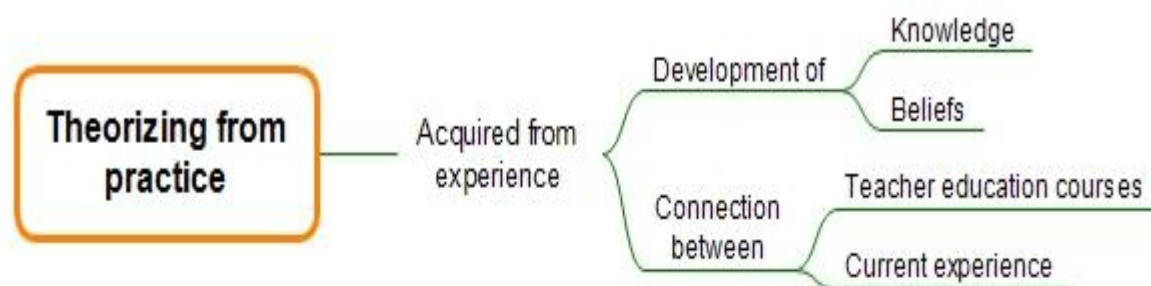 Theorizing from
practice
Acquired from
experience
Development of
Knowledge
Beliefs
Connection
between
Teacher education courses
Current experience